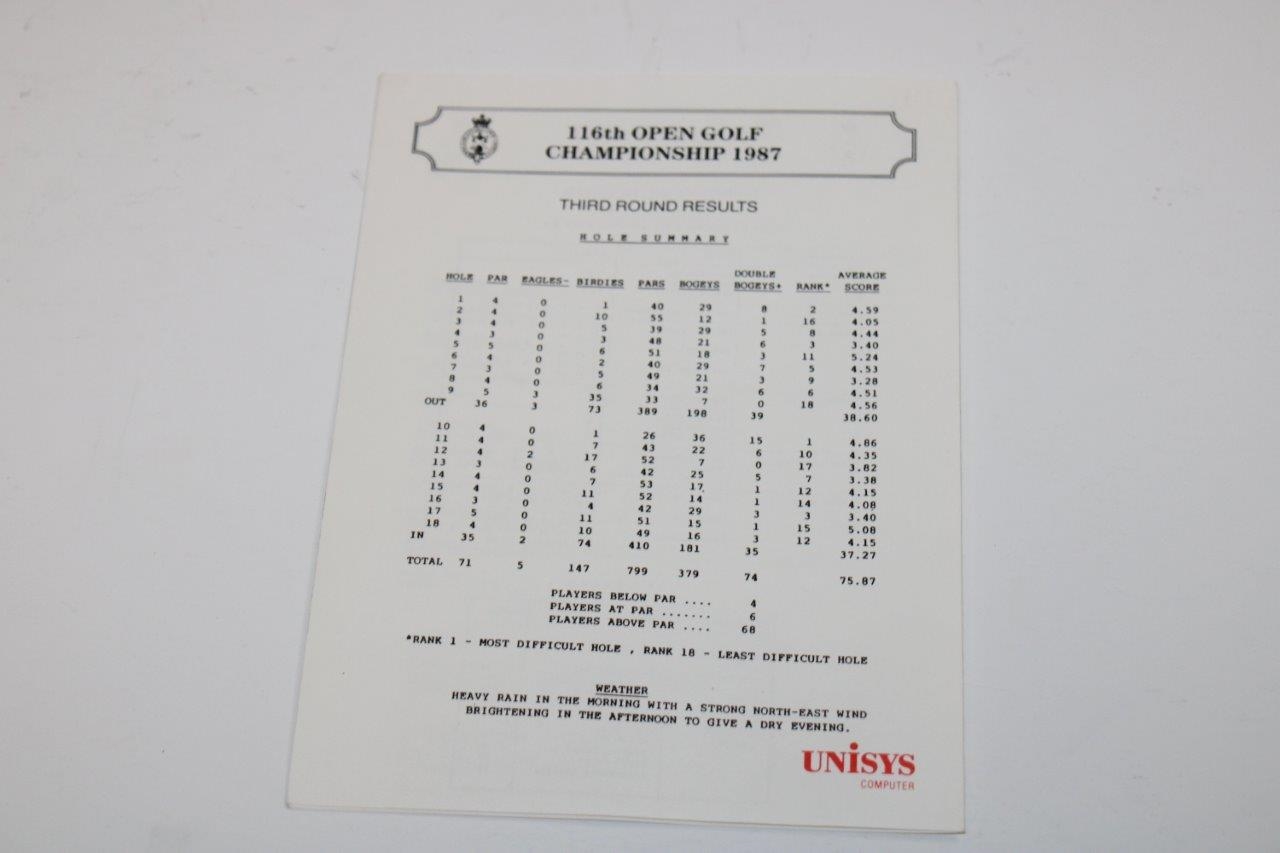 116th OPEN GOLF
CHAMPIONSHIP 1987
THIRD ROUND RESULTS
HOLE SUMMARY
HOLE PAR EAGLES- BIRDIES PARS BOGEYS DOUBLE BOGEYS+ RANK* AVERAGE SCORE
1 4 0 1 40 29 8 2 4.59
2 4 0 10 55 12 1 16 4.05
3 4 0 5 39 29 5 8 4.44
4 3 0 3 48 21 6 3 3.40
5 5 0 6 51 18 3 11 5.24
6 4 0 2 40 29 7 5 4.53
7 3 0 5 49 21 3 9 3.28
8 4 0 6 34 32 6 6 4.51
9 5 3 35 33 7 0 18 4.56
OUT 36 3 73 389 198 39 38.60
10 4 0 1 26 36 15 1 4.86
11 4 0 7 43 22 6 10 4.35
12 4 2 17 52 7 0 17 3.82
13 3 0 6 42 25 5 7 3.38
14 4 0 7 53 17 1 12 4.15
15 4 0 11 52 14 1 14 4.08
16 3 0 4 42 29 3 3 3.40
17 5 0 11 51 15 1 15 5.08
18 4 0 10 49 16 3 12 4.15
IN 35 2 74 410 181 35 37.27
TOTAL 71 5 147 799 379 74 75.87
PLAYERS BELOW PAR .... 4
PLAYERS AT PAR ....... 6
PLAYERS ABOVE PAR .... 68
*RANK 1 - MOST DIFFICULT HOLE , RANK 18 - LEAST DIFFICULT HOLE
WEATHER
HEAVY RAIN IN THE MORNING WITH A STRONG NORTH-EAST WIND
BRIGHTENING IN THE AFTERNOON TO GIVE A DRY EVENING.
UNiSYS
COMPUTER